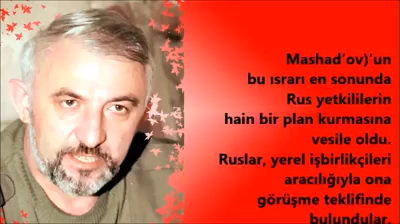 Mashad'ov)'un
bu ısrarı en sonunda
Rus yetkililerin
hain bir plan kurmasına
vesile oldu.
Ruslar, yerel işbirlikçileri
aracılığıyla ona
görüşme teklifinde
bulundular.